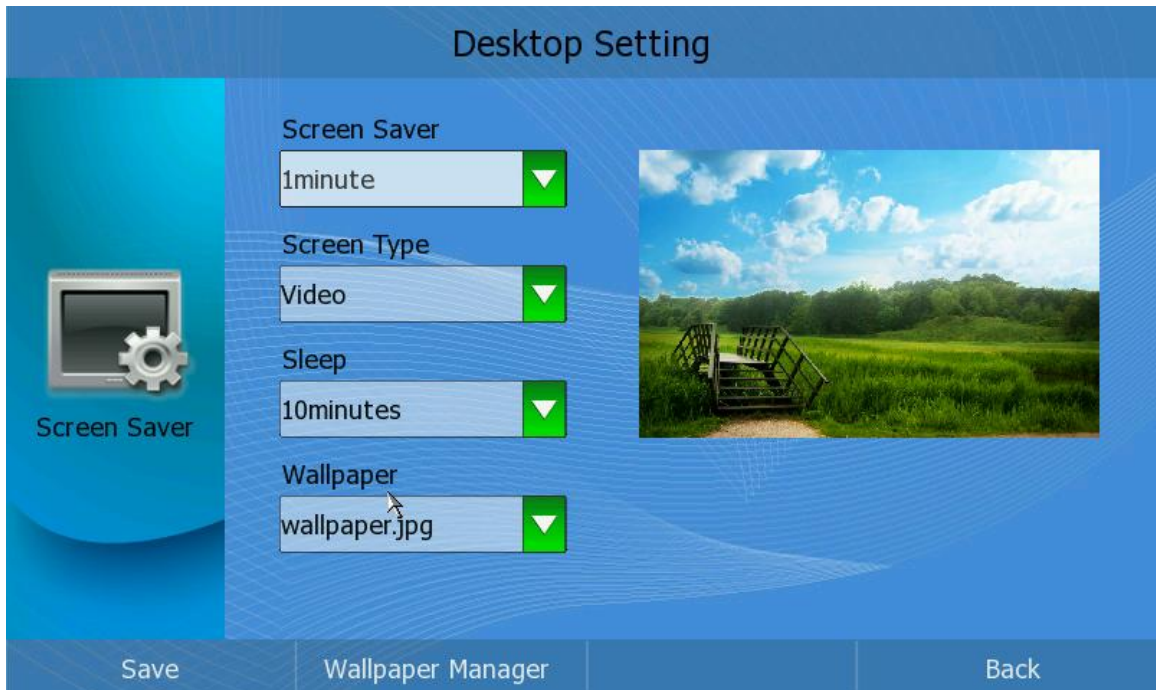 Desktop Setting
Screen Saver
1minute
Screen Type
Video
Sleep
10minutes
Screen Saver
Wallpaper
wallpaper.jpg
Save
Wallpaper Manager
Back